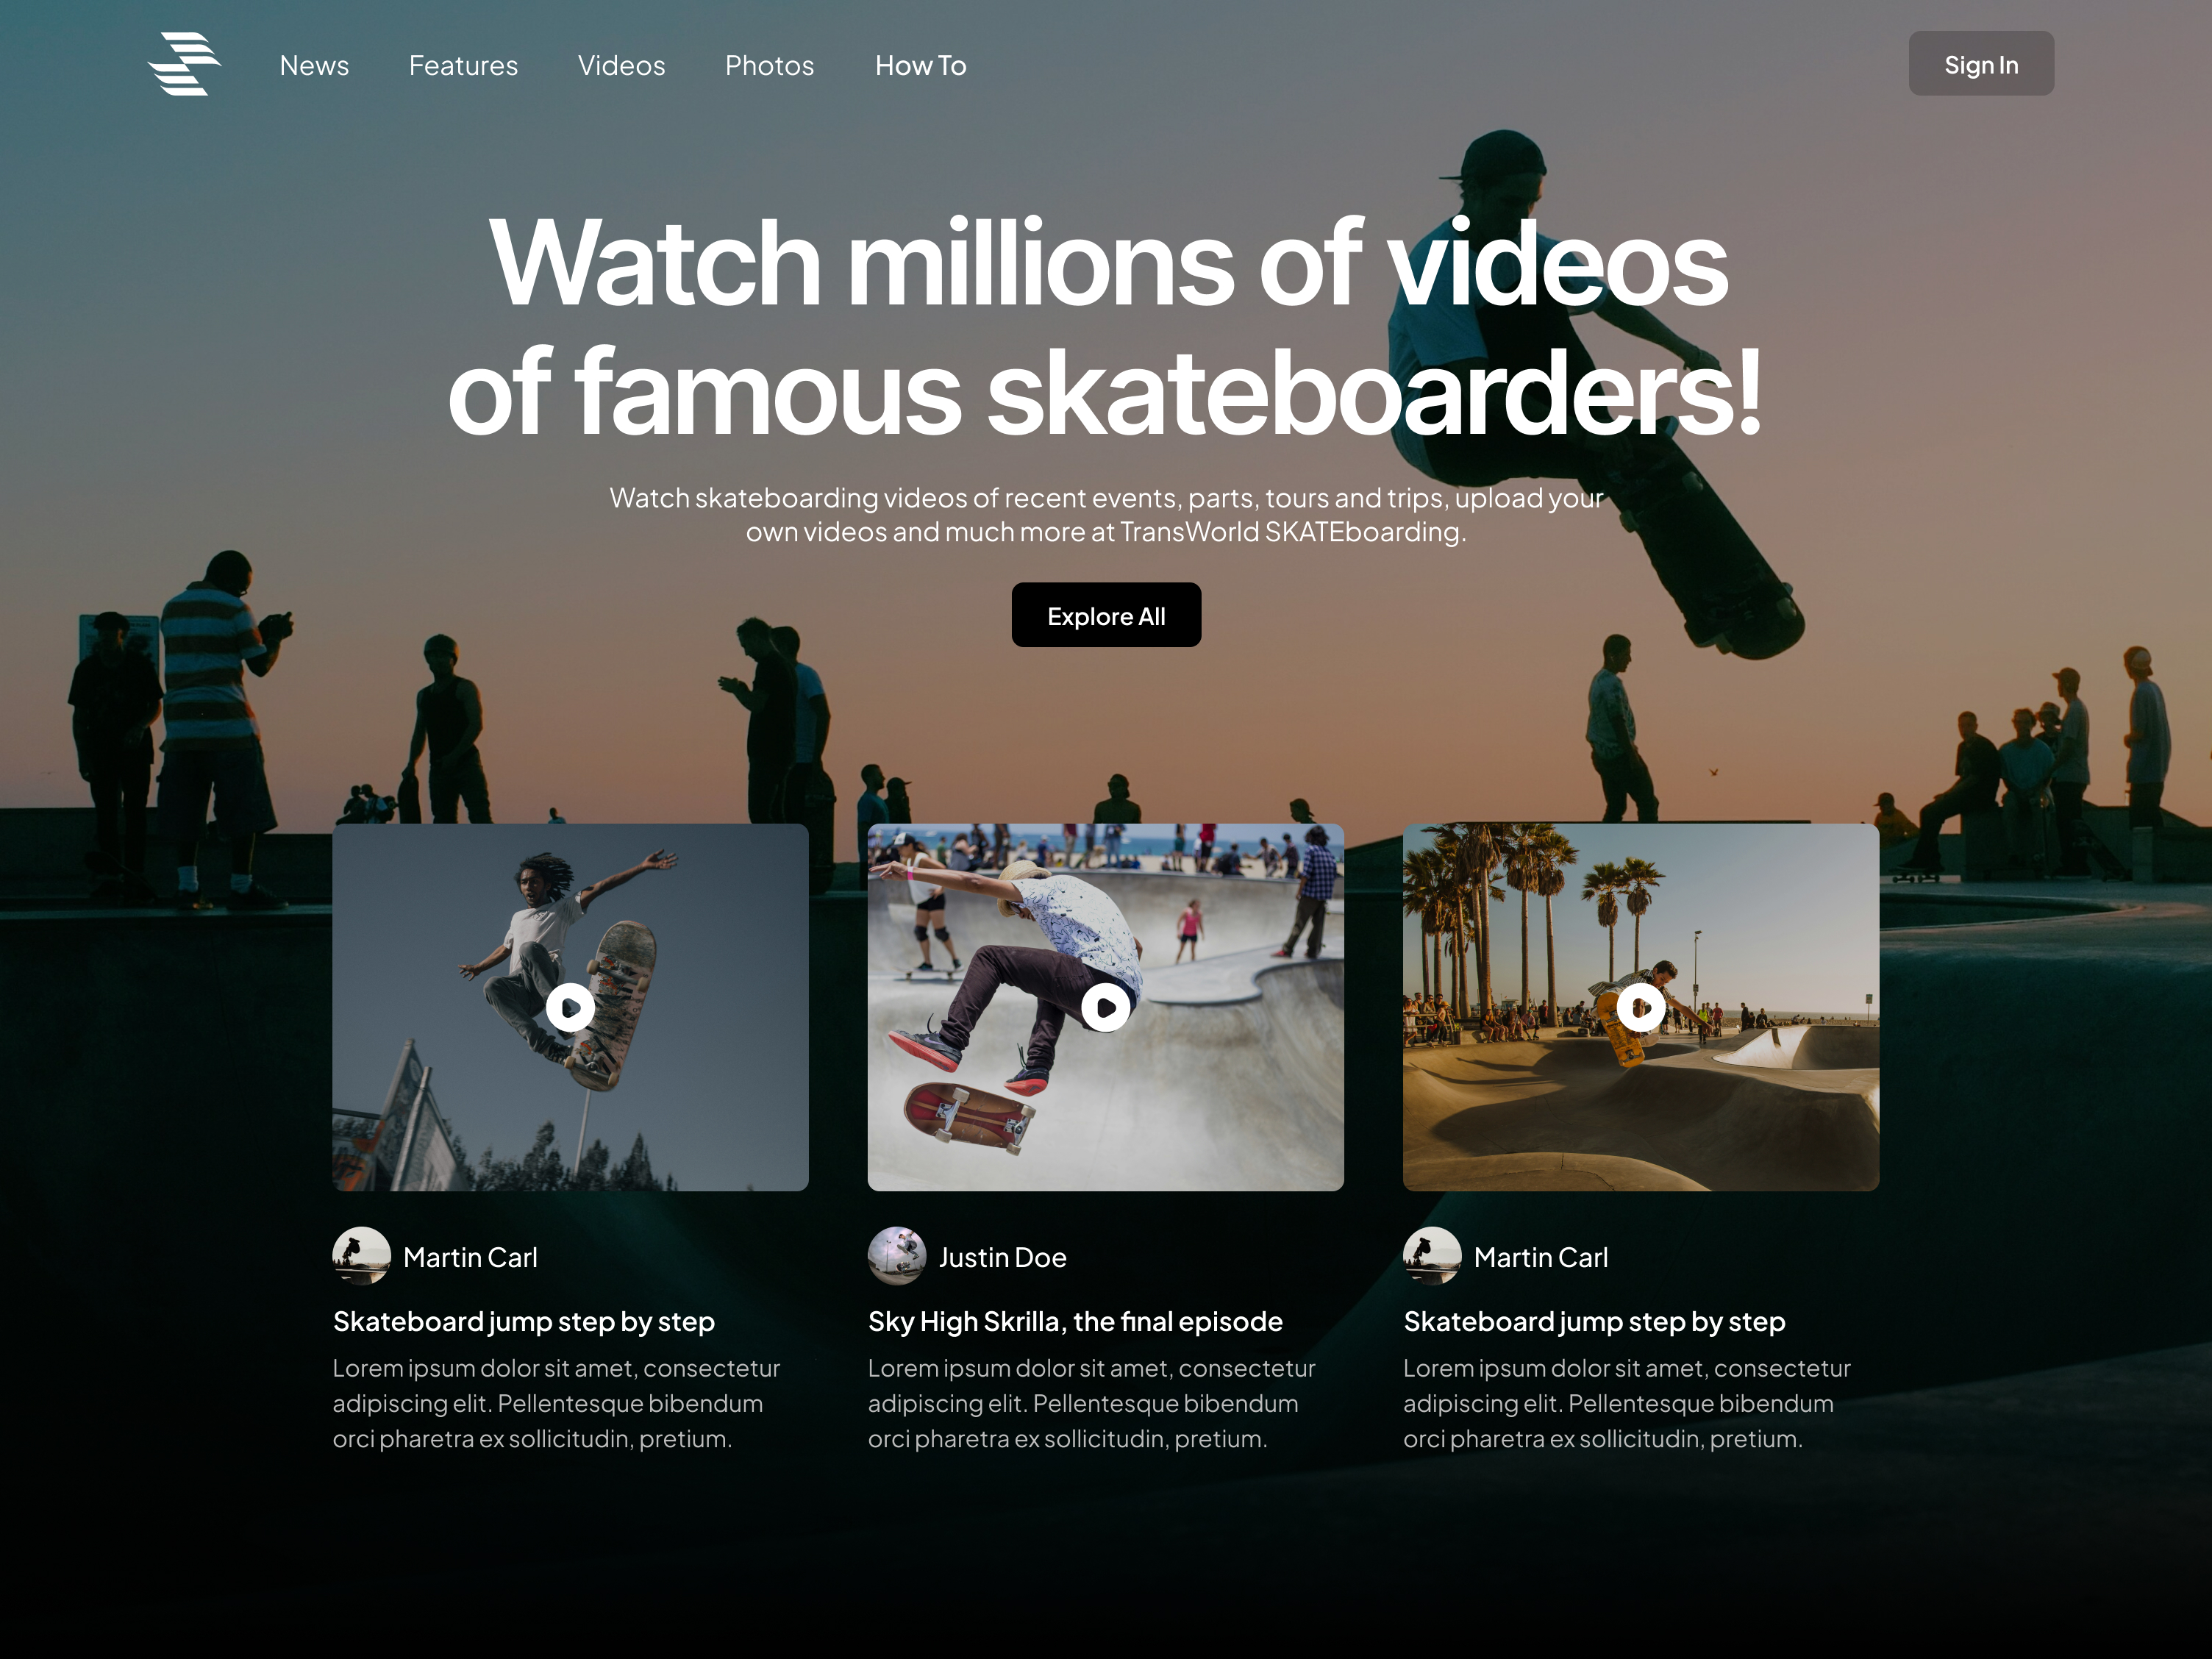 News
Features
Videos
Photos
How To
Sign In
Watch millions of videos
of famous skateboarders!
Watch skateboarding videos of recent events, parts, tours and trips, upload your
own videos and much more at TransWorld SKATEboarding.
Explore All
Martin Carl
Skateboard jump step by step
Lorem ipsum dolor sit amet, consectetur
adipiscing elit. Pellentesque bibendum
orci pharetra ex sollicitudin, pretium.
Justin Doe
Sky High Skrilla, the final episode
Lorem ipsum dolor sit amet, consectetur
adipiscing elit. Pellentesque bibendum
orci pharetra ex sollicitudin, pretium.
Martin Carl
Skateboard jump step by step
Lorem ipsum dolor sit amet, consectetur
adipiscing elit. Pellentesque bibendum
orci pharetra ex sollicitudin, pretium.